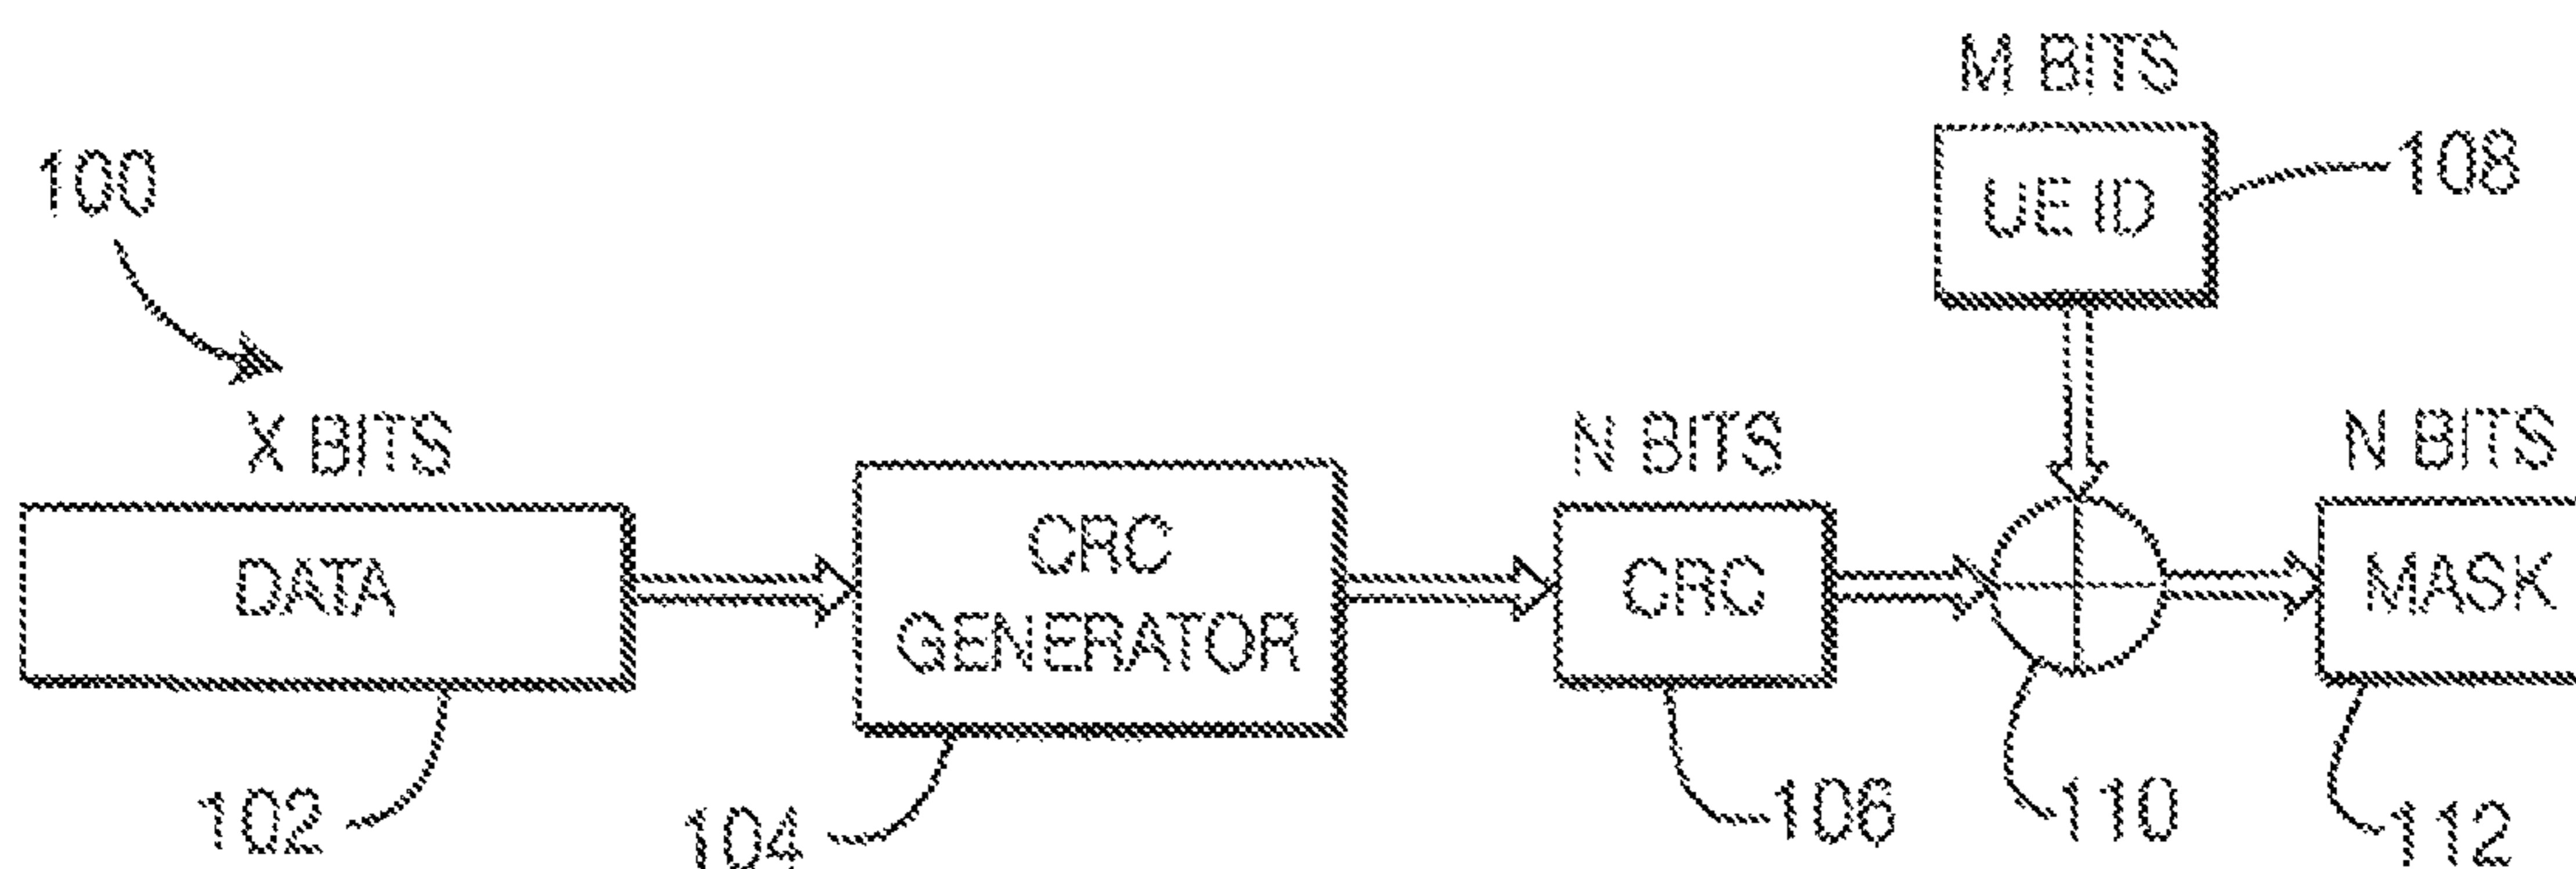 M BITS
100
UE ID
108
X BITS
N BITS
N BITS
DATA
CRC
GENERATOR
CRC
MASK
102
104
106
110
112